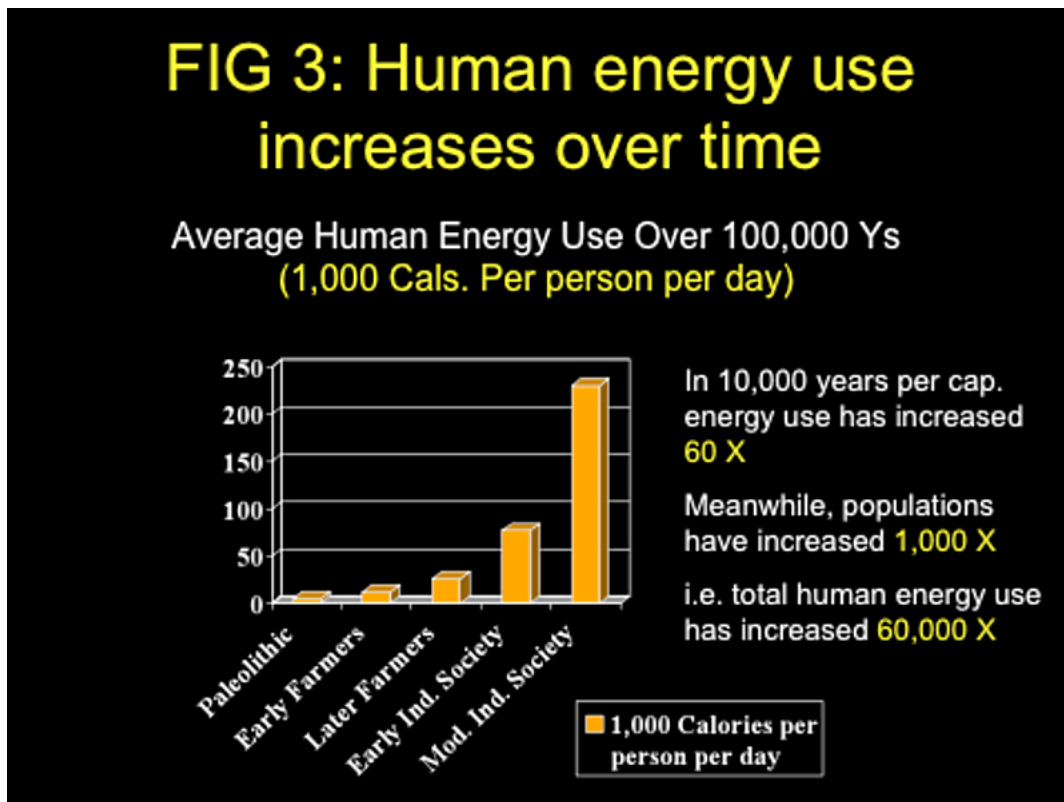 FIG 3: Human energy use
increases over time
Average Human Energy Use Over 100,000 Ys
(1,000 Cals. Per person per day)
250
200
150
100
50
0
Paleolithic
Early Farmers
Later Farmers
Early Ind. Society
Mod. Ind. Society
1,000 Calories per
person per day
In 10,000 years per cap.
energy use has increased
60 X
Meanwhile, populations
have increased 1,000 X
i.e. total human energy use
has increased 60,000 X